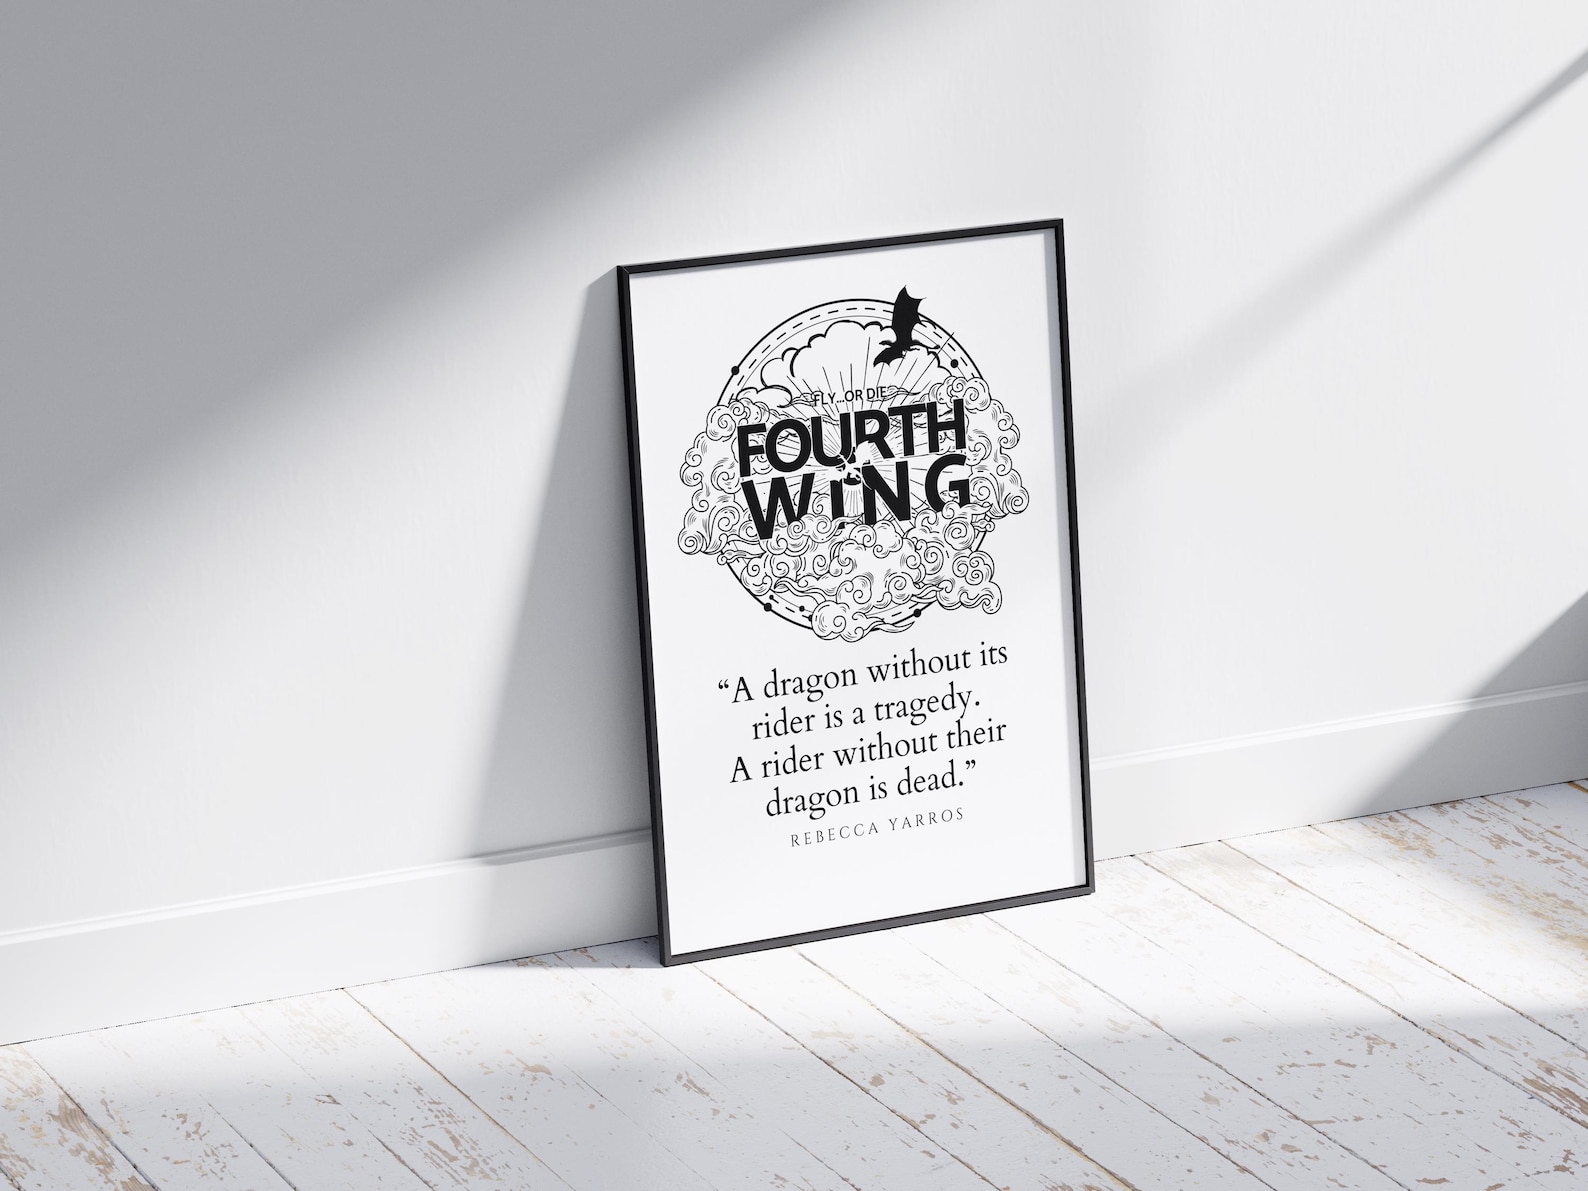 FLY...OR DIE
FOURTH
WING
“A dragon without its
rider is a tragedy.
A rider without their
dragon is dead.”
REBECCA YARROS